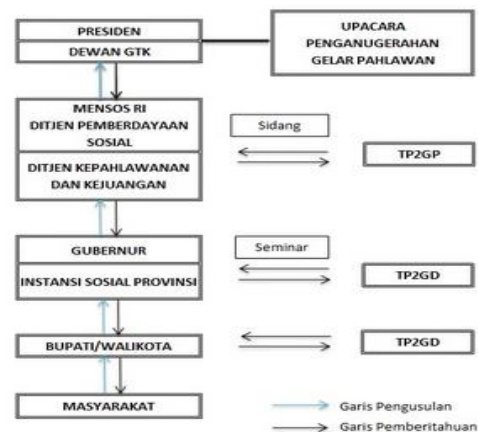 PRESIDEN
DEWAN GTK
UPACARA
PENGANUGERAHAN
GELAR PAHLAWAN
MENSOS RI
DITJEN PEMBERDAYAAN
SOSIAL
DITJEN KEPAHLAWANAN
DAN KEJUANGAN
Sidang
TP2GP
GUBERNUR
INSTANSI SOSIAL PROVINSI
Seminar
TP2GD
BUPATI/WALIKOTA
TP2GD
MASYARAKAT
Garis Pengusulan
Garis Pemberitahuan